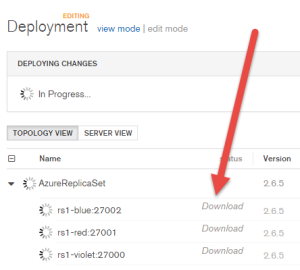 EDITING
Deployment view mode | edit mode
DEPLOYING CHANGES
In Progress...
TOPOLOGY VIEW SERVER VIEW
Name status Version
AzureReplicaSet 2.6.5
rs1-blue:27002 Download 2.6.5
rs1-red:27001 Download 2.6.5
rs1-violet:27000 Download 2.6.5